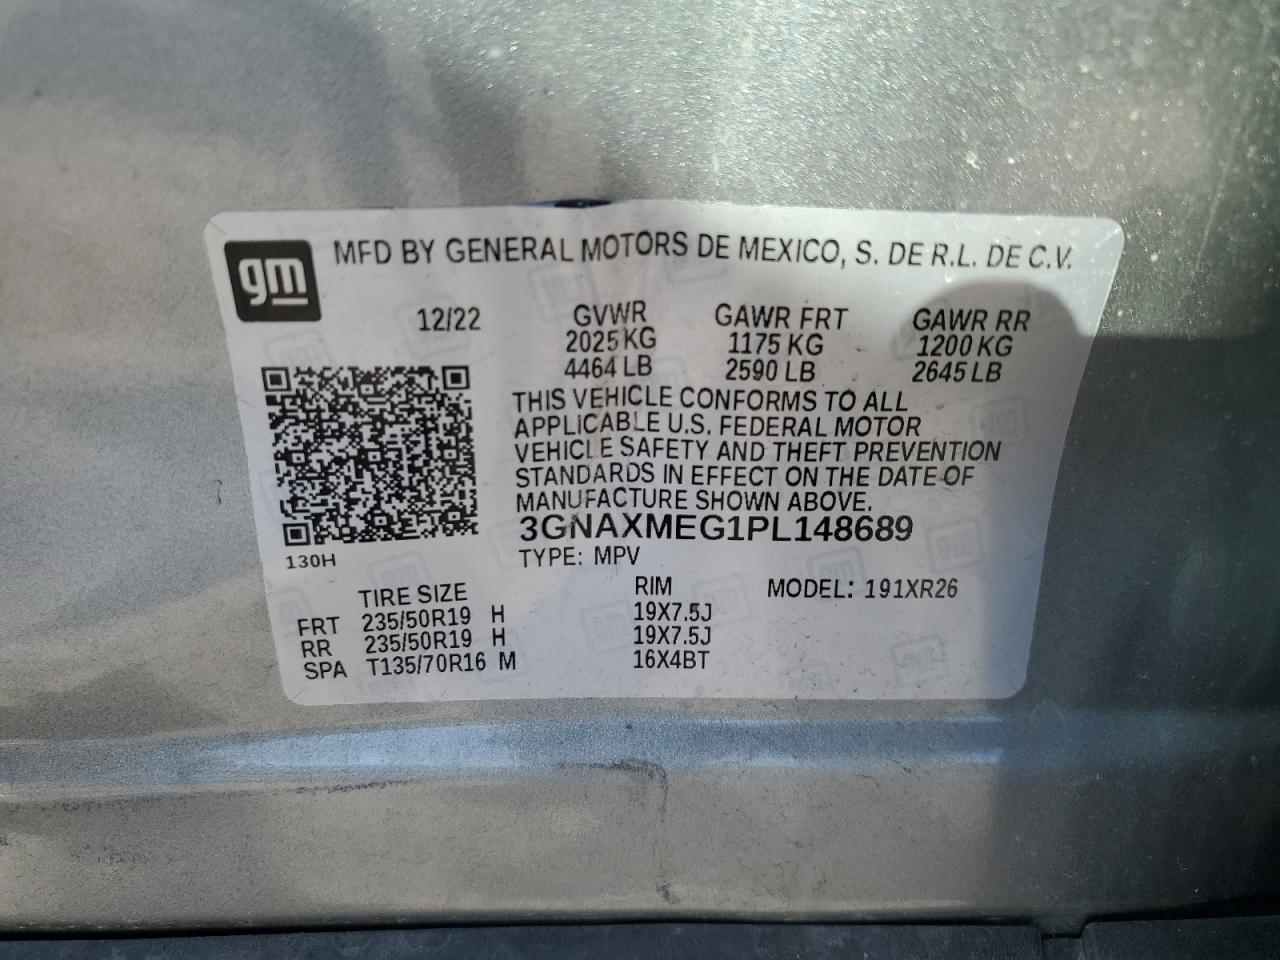 gm
MFD BY GENERAL MOTORS DE MEXICO, S. DE R.L. DE C.V.
12/22 GVWR GAWR FRT GAWR RR
2025 KG 1175 KG 1200 KG
4464 LB 2590 LB 2645 LB
THIS VEHICLE CONFORMS TO ALL
APPLICABLE U.S. FEDERAL MOTOR
VEHICLE SAFETY AND THEFT PREVENTION
STANDARDS IN EFFECT ON THE DATE OF
MANUFACTURE SHOWN ABOVE.
3GNAXMEG1PL148689
130H TYPE: MPV
TIRE SIZE RIM MODEL: 191XR26
FRT 235/50R19 H 19X7.5J
RR 235/50R19 H 19X7.5J
SPA T135/70R16 M 16X4BT